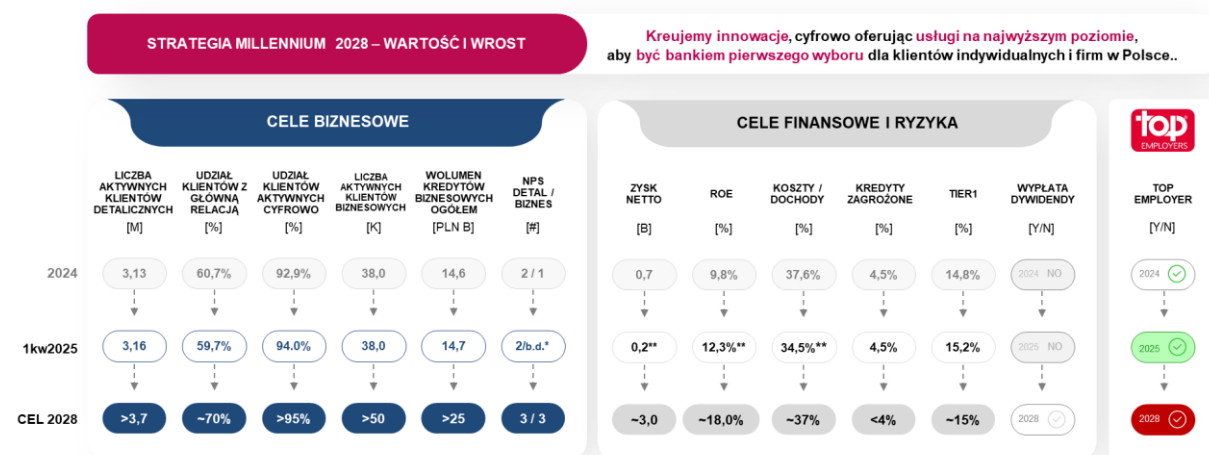 STRATEGIA MILLENNIUM 2028 – WARTOŚĆ I WROST
Kreujemy innowacje, cyfrowo oferując usługi na najwyższym poziomie,
aby być bankiem pierwszego wyboru dla klientów indywidualnych i firm w Polsce..
CELE BIZNESOWE
LICZBA
AKTYWNYCH
KLIENTÓW
DETALICZNYCH
[M]
UDZIAŁ
KLIENTÓW Z
GŁÓWNĄ
RELACJĄ
[%]
UDZIAŁ
KLIENTÓW
AKTYWNYCH
CYFROWO
[%]
LICZBA
AKTYWNYCH
KLIENTÓW
BIZNESOWYCH
[K]
WOLUMEN
KREDYTÓW
BIZNESOWYCH
OGÓŁEM
[PLN B]
NPS
DETAL /
BIZNES
[#]
CELE FINANSOWE I RYZYKA
ZYSK
NETTO
[B]
ROE
[%]
KOSZTY /
DOCHODY
[%]
KREDYTY
ZAGROŻONE
[%]
TIER1
[%]
WYPŁATA
DYWIDENDY
[Y/N]
top
EMPLOYERS
TOP
EMPLOYER
[Y/N]
2024 3,13 60,7% 92,9% 38,0 14,6 2 / 1 0,7 9,8% 37,6% 4,5% 14,8% 2024 NO 2024
1kw2025 3,16 59,7% 94.0% 38,0 14,7 2/b.d.* 0,2** 12,3%** 34,5%** 4,5% 15,2% 2025 NO 2025
CEL 2028 >3,7 ~70% >95% >50 >25 3 / 3 ~3,0 ~18,0% ~37% <4% ~15% 2028 2028